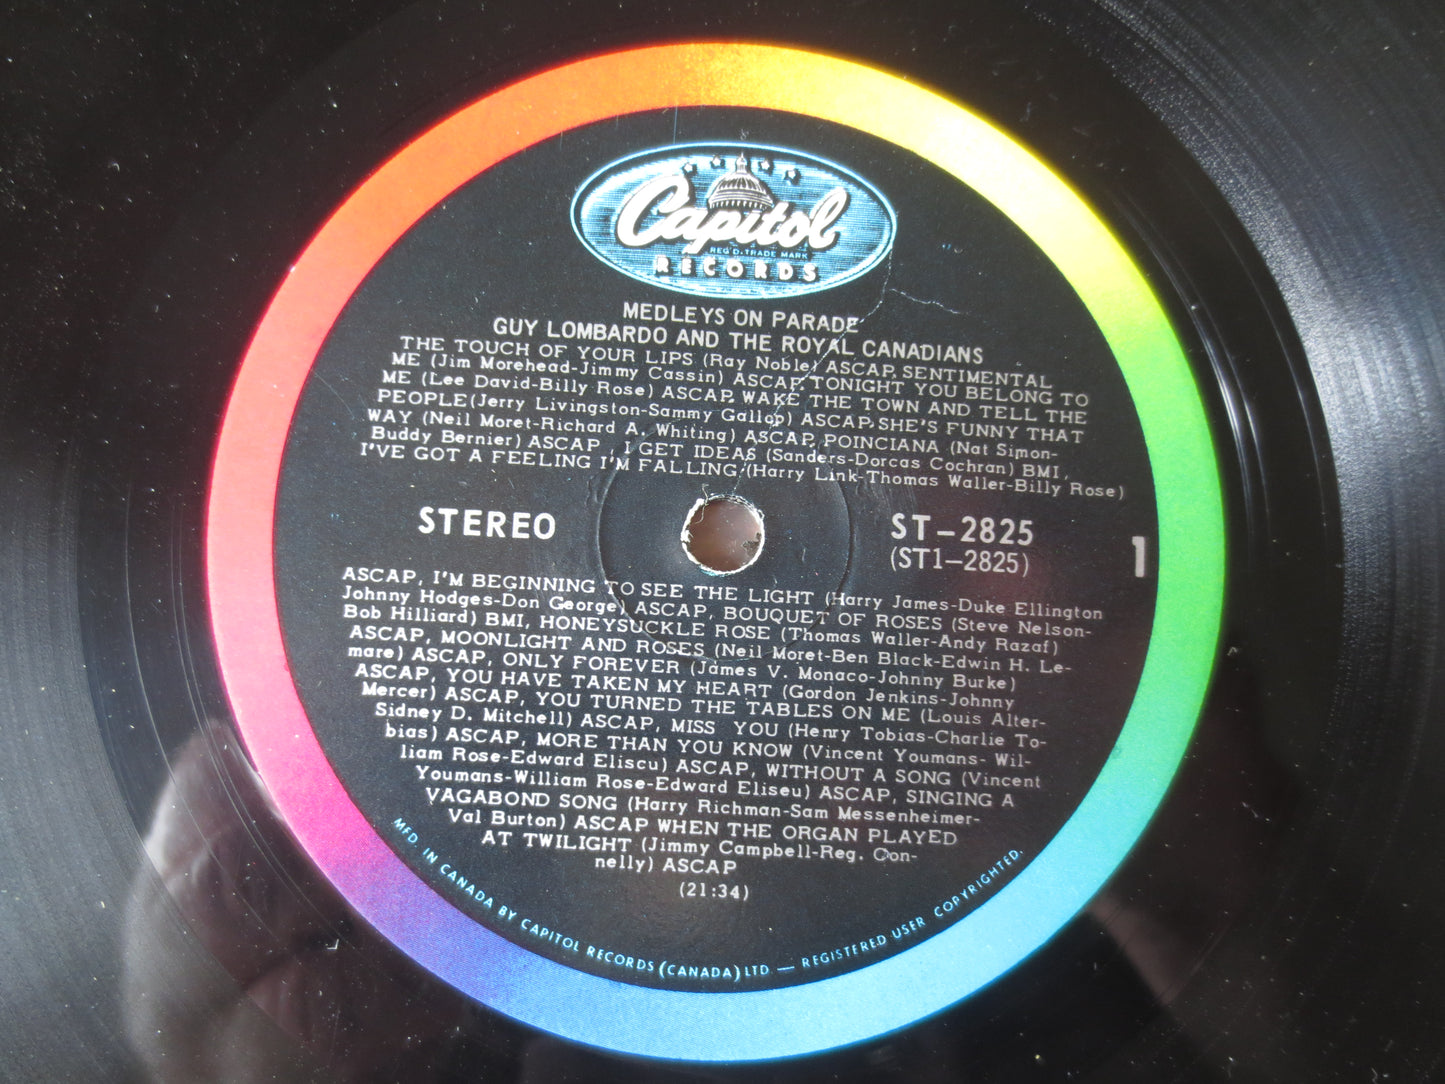 Capitol
REG'D. TRADE MARK
RECORDS
MEDLEYS ON PARADE
GUY LOMBARDO AND THE ROYAL CANADIANS
THE TOUCH OF YOUR LIPS (Ray Noble) ASCAP, SENTIMENTAL
ME (Jim Morehead-Jimmy Cassin) ASCAP, TONIGHT YOU BELONG TO
ME (Lee David-Billy Rose) ASCAP, WAKE THE TOWN AND TELL THE
PEOPLE(Jerry Livingston-Sammy Gallop) ASCAP, SHE'S FUNNY THAT
WAY (Neil Moret-Richard A. Whiting) ASCAP, POINCIANA (Nat Simon-
Buddy Bernier) ASCAP, I GET IDEAS (Sanders-Dorcas Cochran) BMI,
I'VE GOT A FEELING I'M FALLING (Harry Link-Thomas Waller-Billy Rose)
STEREO
ST-2825
(ST1-2825)
1
ASCAP, I'M BEGINNING TO SEE THE LIGHT (Harry James-Duke Ellington
Johnny Hodges-Don George) ASCAP, BOUQUET OF ROSES (Steve Nelson-
Bob Hilliard) BMI, HONEYSUCKLE ROSE (Thomas Waller-Andy Razaf)
ASCAP, MOONLIGHT AND ROSES (Neil Moret-Ben Black-Edwin H. Le-
mare) ASCAP, ONLY FOREVER (James V. Monaco-Johnny Burke)
ASCAP, YOU HAVE TAKEN MY HEART (Gordon Jenkins-Johnny
Mercer) ASCAP, YOU TURNED THE TABLES ON ME (Louis Alter-
Sidney D. Mitchell) ASCAP, MISS YOU (Henry Tobias-Charlie To-
bias) ASCAP, MORE THAN YOU KNOW (Vincent Youmans- Wil-
liam Rose-Edward Eliscu) ASCAP, WITHOUT A SONG (Vincent
Youmans-William Rose-Edward Eliseu) ASCAP, SINGING A
VAGABOND SONG (Harry Richman-Sam Messenheimer-
Val Burton) ASCAP WHEN THE ORGAN PLAYED
AT TWILIGHT (Jimmy Campbell-Reg. Con-
nelly) ASCAP
(21:34)
MFD. IN CANADA BY CAPITOL RECORDS (CANADA) LTD. — REGISTERED USER COPYRIGHTED.